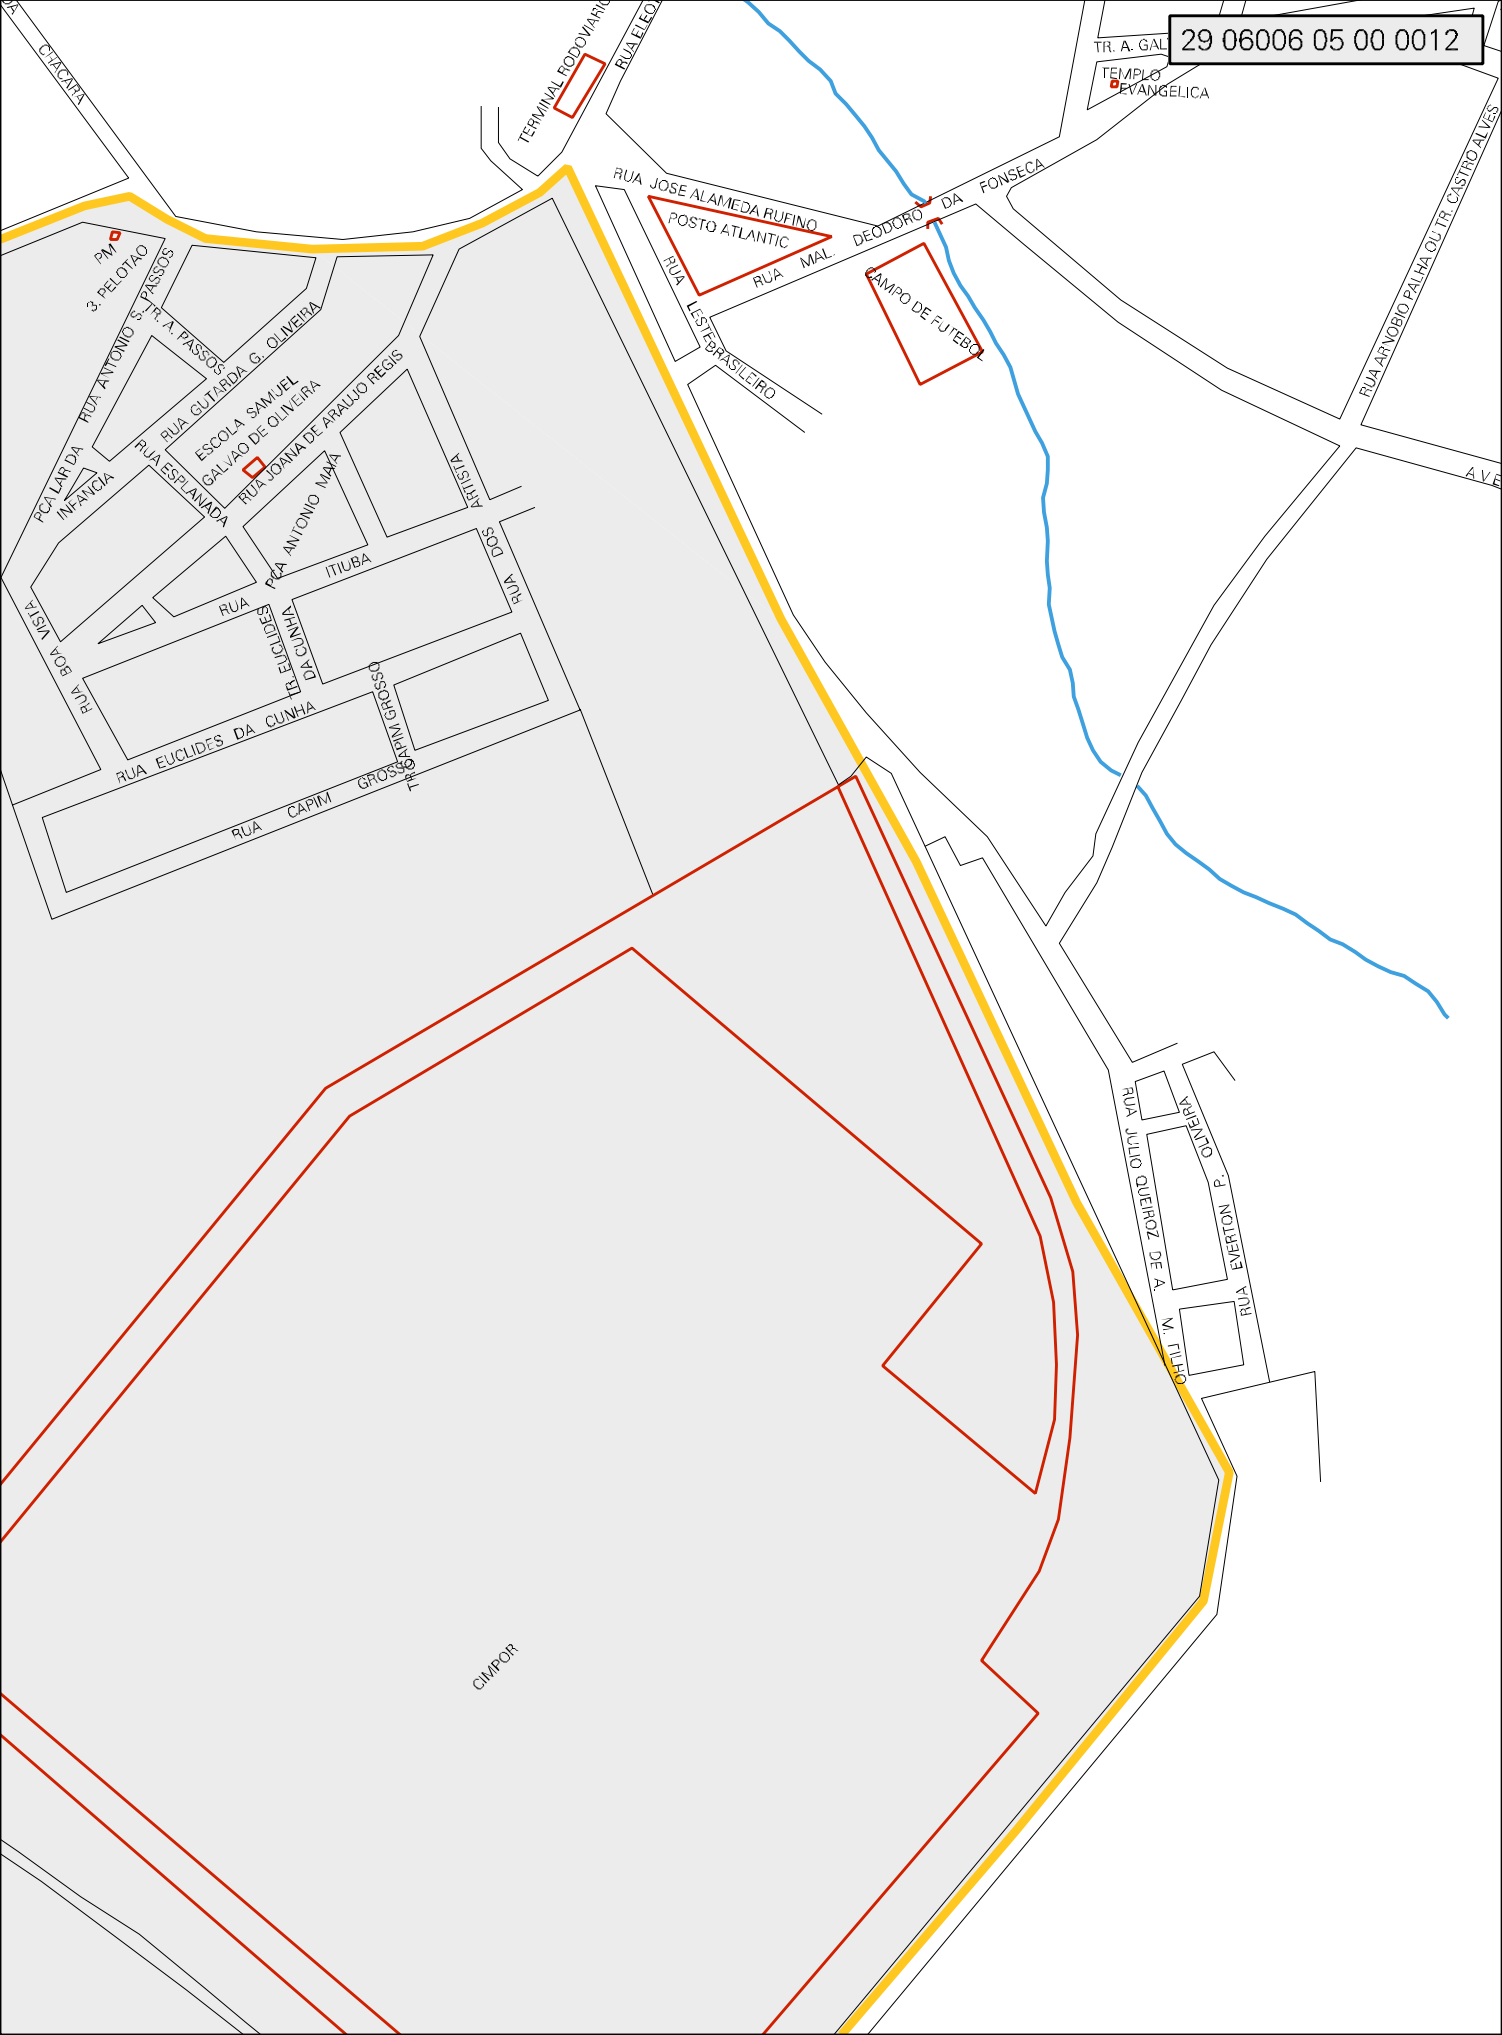 DA
CHACARA
TERMINAL RODOVIARIO
RUA ELEO
TR. A. GAL
29 06006 05 00 0012
TEMPLO
EVANGELICA
RUA ARNOBIO PALHA OU TR. CASTRO ALVES
RUA JOSE ALAMEDA RUFINO
POSTO ATLANTIC
RUA MAL. DEODORO DA FONSECA
RUA LESTE BRASILEIRO
CAMPO DE FUTEBOL
AVE
PM
3. PELOTAO
RUA ANTONIO S. PASSOS
TR. A. PASSOS
RUA GUTARDA G. OLIVEIRA
ESCOLA SAMUEL
GALVAO DE OLIVEIRA
RUA JOANA DE ARAUJO REGIS
PCA LAR DA
INFANCIA
RUA ESPLANADA
PCA ANTONIO MAIA
RUA DOS ARTISTA
RUA ITIUBA
RUA BOA VISTA
TR. EUCLIDES
DA CUNHA
RUA EUCLIDES DA CUNHA
TR. CAPIM GROSSO
RUA CAPIM GROSSO
RUA JULIO QUEIROZ DE A. M. FILHO
RUA EVERTON P. OLIVEIRA
CIMPOR